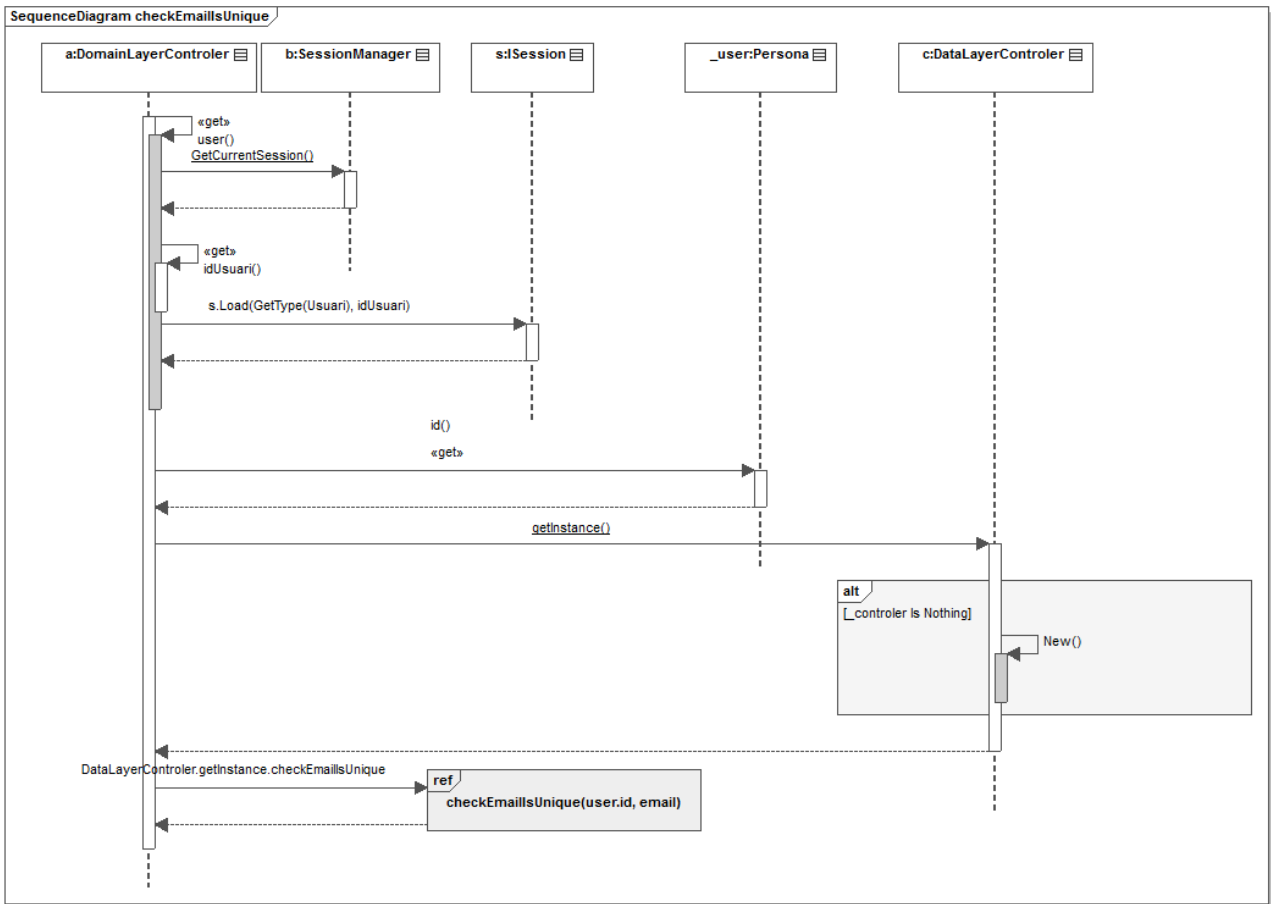 SequenceDiagram checkEmailIsUnique
a:DomainLayerControler
b:SessionManager
s:ISession
_user:Persona
c:DataLayerControler
«get»
user()
GetCurrentSession()
«get»
idUsuari()
s.Load(GetType(Usuari), idUsuari)
id()
«get»
getInstance()
alt
[_controler Is Nothing]
New()
DataLayerControler.getInstance.checkEmailIsUnique
ref
checkEmailIsUnique(user.id, email)